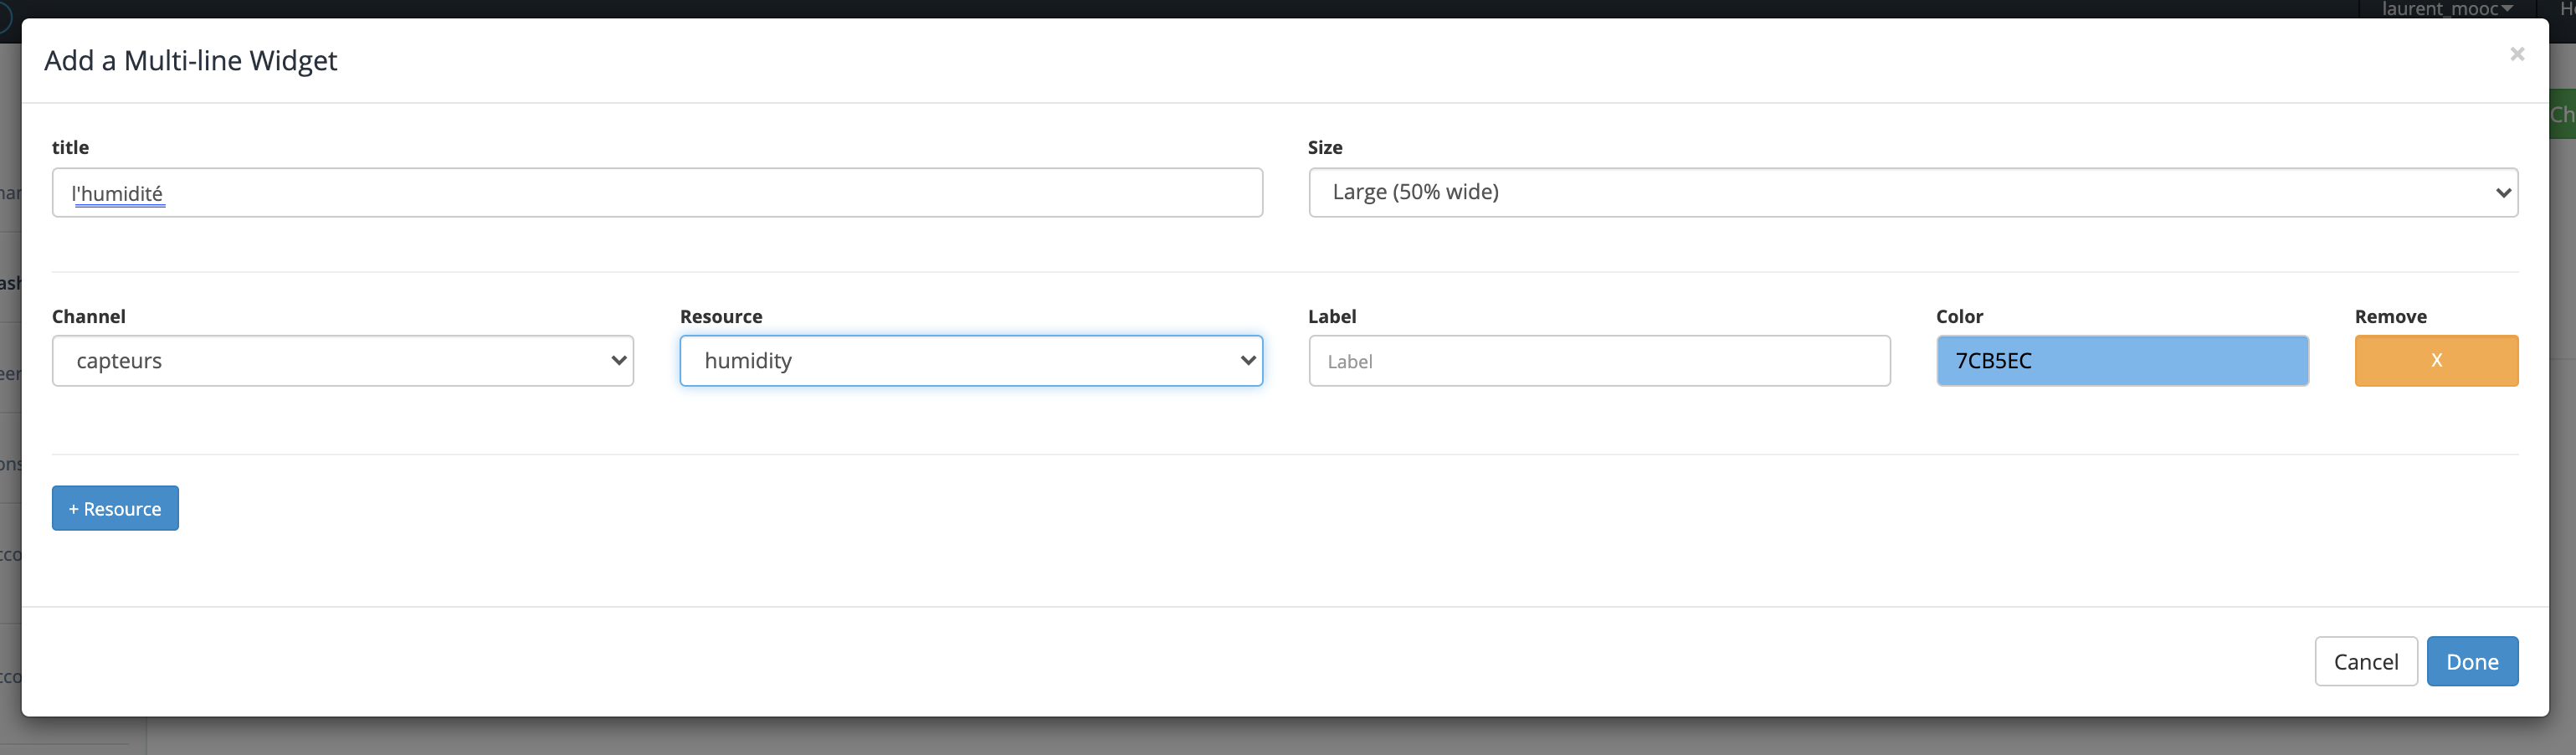 laurent_mooc
Add a Multi-line Widget
×
Ch
title
Size
l'humidité
Large (50% wide)
Channel
Resource
Label
Color
Remove
capteurs
humidity
Label
7CB5EC
X
+ Resource
Cancel
Done